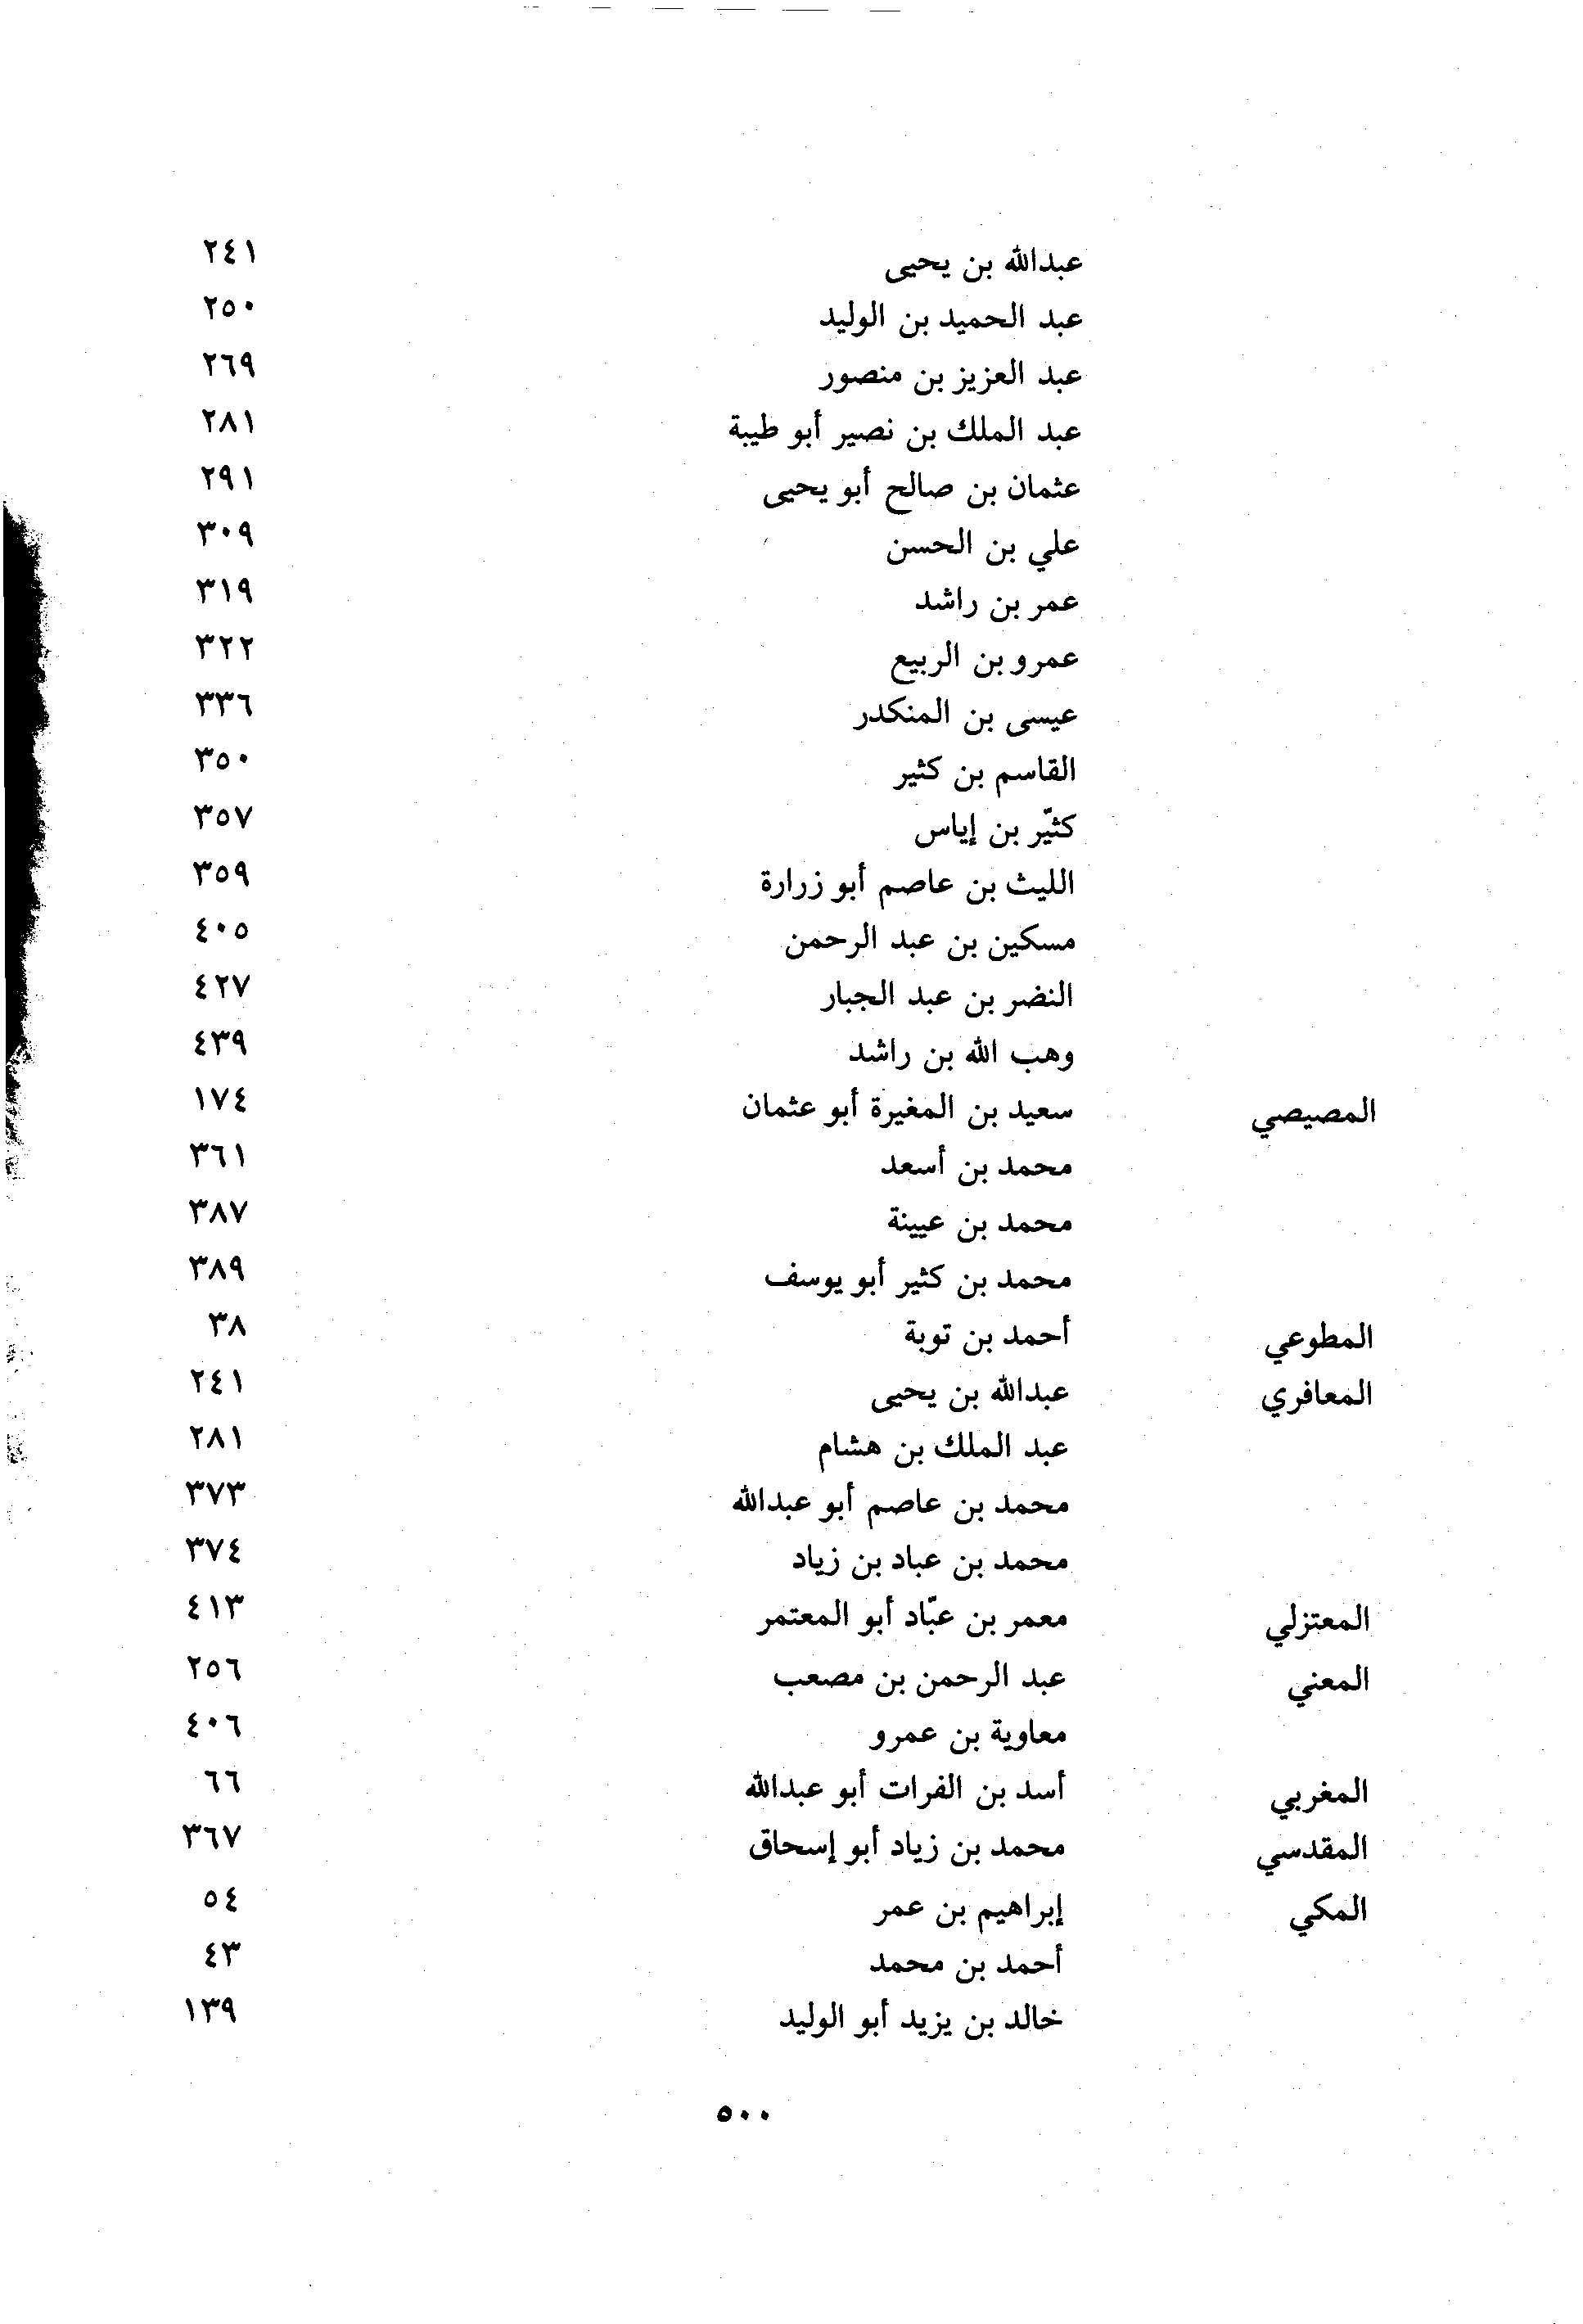 عبدالله بن يحيى ٢٤١
عبد الحميد بن الوليد ٢٥٠
عبد العزيز بن منصور ٢٦٩
عبد الملك بن نصير أبو طيبة ٢٨١
عثمان بن صالح أبو يحيى ٢٩١
علي بن الحسن ٣٠٩
عمر بن راشد ٣١٩
عمرو بن الربيع ٣٢٢
عيسى بن المنكدر ٣٣٦
القاسم بن كثير ٣٥٠
كثيّر بن إياس ٣٥٧
الليث بن عاصم أبو زرارة ٣٥٩
مسكين بن عبد الرحمن ٤٠٥
النضر بن عبد الجبار ٤٢٧
وهب الله بن راشد ٤٣٩
المصيصي سعيد بن المغيرة أبو عثمان ١٧٤
محمد بن أسعد ٣٦١
محمد بن عيينة ٣٨٧
محمد بن كثير أبو يوسف ٣٨٩
المطوعي أحمد بن توبة ٣٨
المعافري عبدالله بن يحيى ٢٤١
عبد الملك بن هشام ٢٨١
محمد بن عاصم أبو عبدالله ٣٧٣
محمد بن عباد بن زياد ٣٧٤
المعتزلي معمر بن عبّاد أبو المعتمر ٤١٣
المعني عبد الرحمن بن مصعب ٢٥٦
معاوية بن عمرو ٤٠٦
المغربي أسد بن الفرات أبو عبدالله ٦٦
المقدسي محمد بن زياد أبو إسحاق ٣٦٧
المكي إبراهيم بن عمر ٥٤
أحمد بن محمد ٤٣
خالد بن يزيد أبو الوليد ١٣٩
٥٠٠